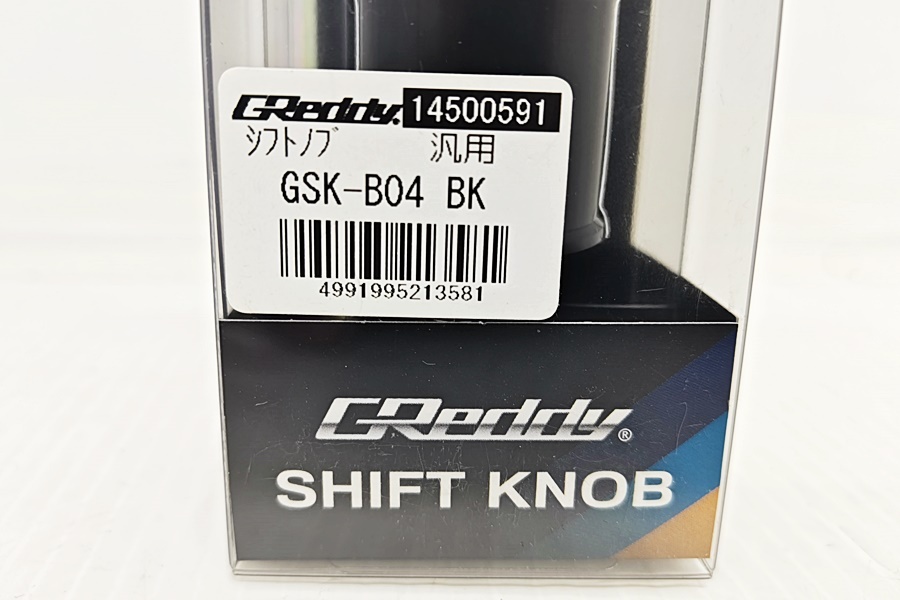 GReddy. 14500591
ｼﾌﾄﾉﾌﾞ 汎用
GSK-B04 BK
4991995213581
GReddy®
SHIFT KNOB